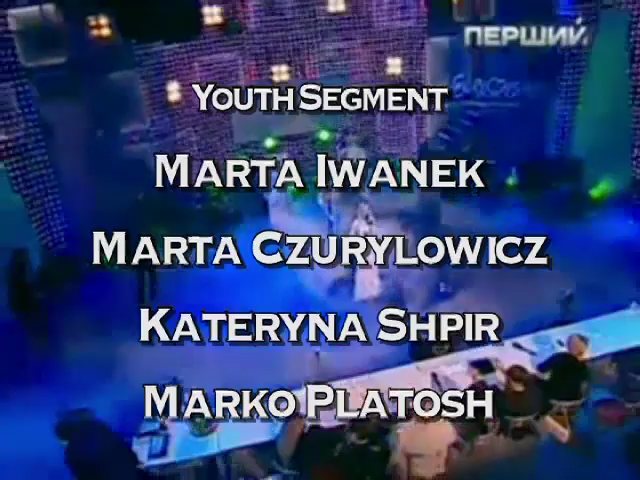 ПЕРШИЙ
YOUTH SEGMENT
MARTA IWANEK
MARTA CZURYLOWICZ
KATERYNA SHPIR
MARKO PLATOSH